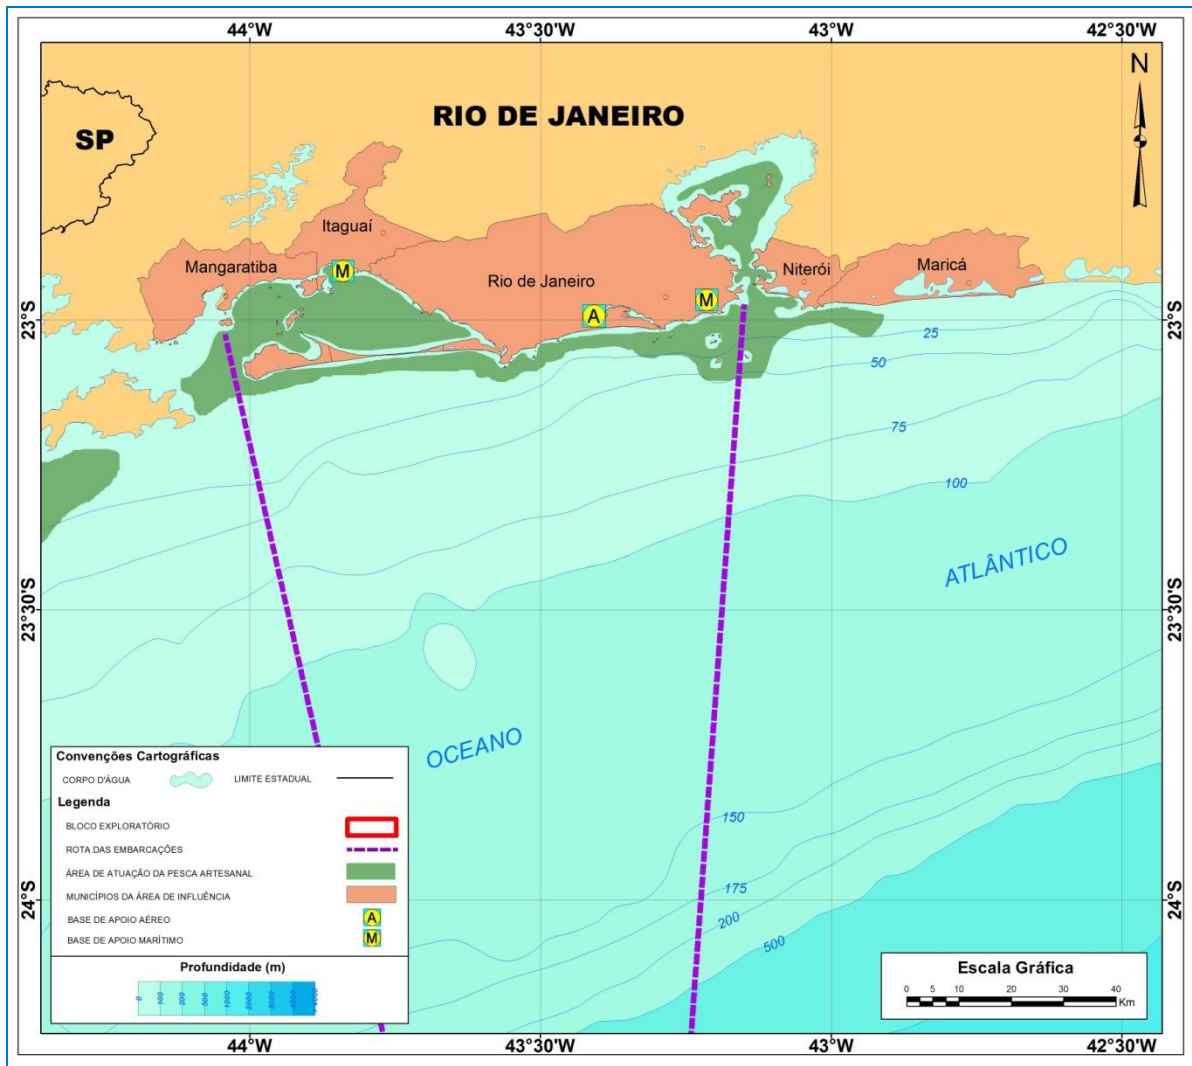 44°W 43°30'W 43°W 42°30'W
N
RIO DE JANEIRO
SP
Itaguaí
Mangaratiba
M
Rio de Janeiro
Niterói
Maricá
M
A
23°S 23°S
25
50
75
100
ATLÂNTICO
23°30'S 23°30'S
OCEANO
150
175
200
500
24°S 24°S
Convenções Cartográficas
CORPO D'ÁGUA LIMITE ESTADUAL
Legenda
BLOCO EXPLORATÓRIO
ROTA DAS EMBARCAÇÕES
ÁREA DE ATUAÇÃO DA PESCA ARTESANAL
MUNICÍPIOS DA ÁREA DE INFLUÊNCIA
BASE DE APOIO AÉREO A
BASE DE APOIO MARÍTIMO M
Profundidade (m)
0 100 200 500 1000 2000 3000
Escala Gráfica
0 5 10 20 30 40
Km
44°W 43°30'W 43°W 42°30'W